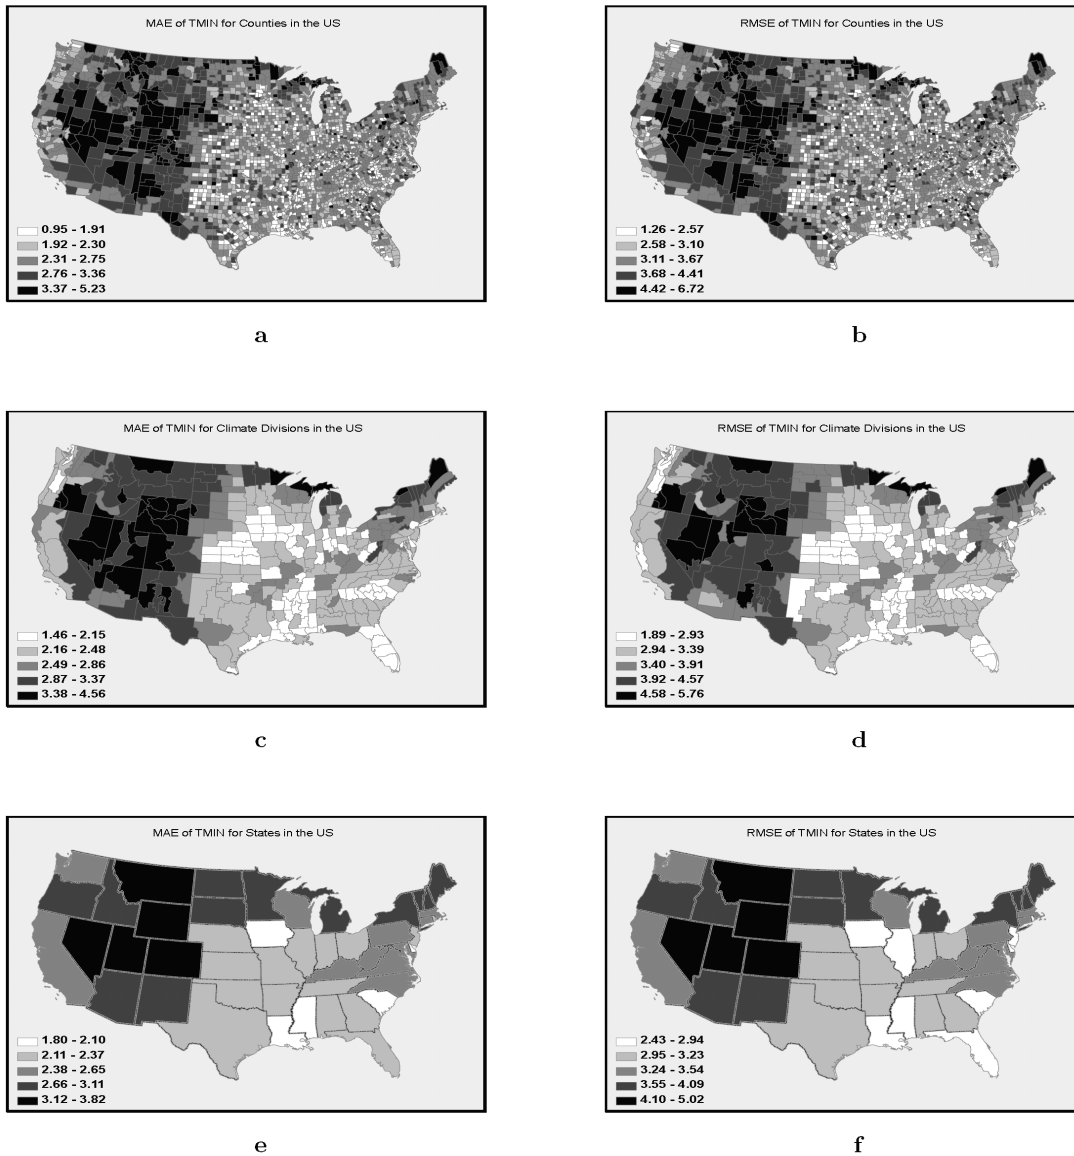 MAE of TMIN for Counties in the US
0.95 - 1.91
1.92 - 2.30
2.31 - 2.75
2.76 - 3.36
3.37 - 5.23
a
RMSE of TMIN for Counties in the US
1.26 - 2.57
2.58 - 3.10
3.11 - 3.67
3.68 - 4.41
4.42 - 6.72
b
MAE of TMIN for Climate Divisions in the US
1.46 - 2.15
2.16 - 2.48
2.49 - 2.86
2.87 - 3.37
3.38 - 4.56
c
RMSE of TMIN for Climate Divisions in the US
1.89 - 2.93
2.94 - 3.39
3.40 - 3.91
3.92 - 4.57
4.58 - 5.76
d
MAE of TMIN for States in the US
1.80 - 2.10
2.11 - 2.37
2.38 - 2.65
2.66 - 3.11
3.12 - 3.82
e
RMSE of TMIN for States in the US
2.43 - 2.94
2.95 - 3.23
3.24 - 3.54
3.55 - 4.09
4.10 - 5.02
f